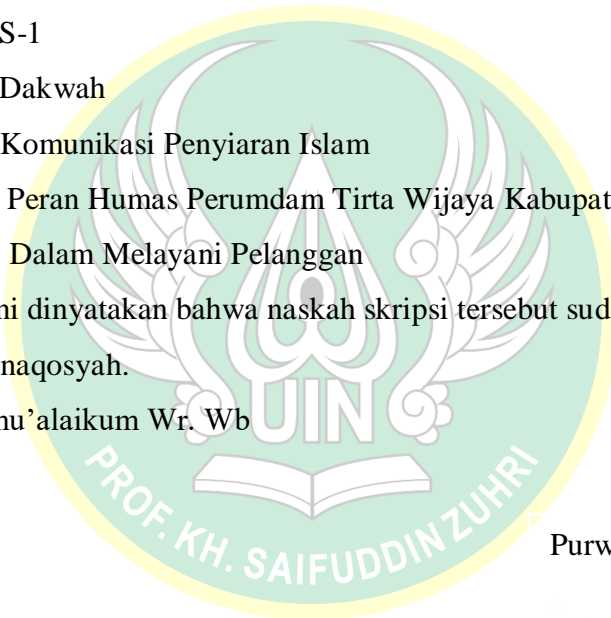 S-1
Dakwah
Komunikasi Penyiaran Islam
Peran Humas Perumdam Tirta Wijaya Kabupat
Dalam Melayani Pelanggan
ni dinyatakan bahwa naskah skripsi tersebut sud
naqosyah.
mu’alaikum Wr. Wb
UIN
PROF. KH. SAIFUDDIN ZUHRI
Purw